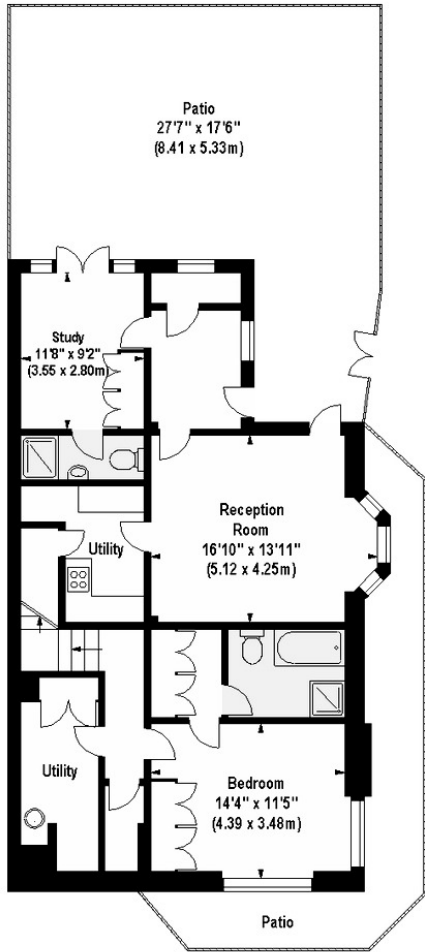 Patio
27'7" x 17'6"
(8.41 x 5.33m)
Study
11'8" x 9'2"
(3.55 x 2.80m)
Reception
Room
16'10" x 13'11"
(5.12 x 4.25m)
Utility
Utility
Bedroom
14'4" x 11'5"
(4.39 x 3.48m)
Patio